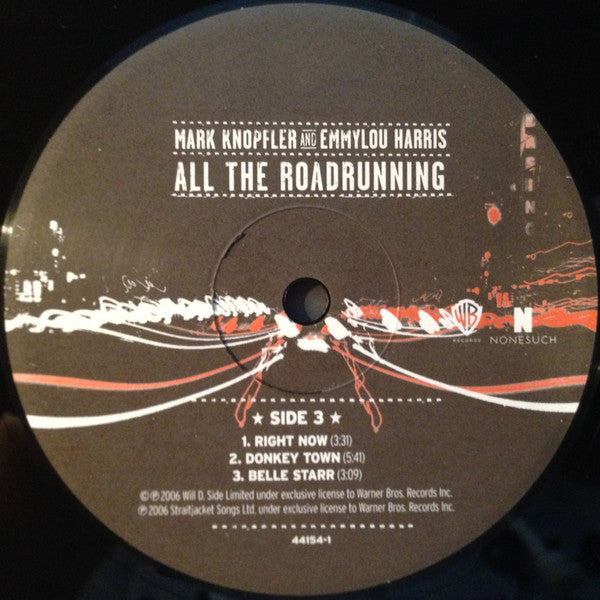 MARK KNOPFLER AND EMMYLOU HARRIS
ALL THE ROADRUNNING
WB
RECORDS
N
NONESUCH
★ SIDE 3 ★
1. RIGHT NOW (3:31)
2. DONKEY TOWN (5:41)
3. BELLE STARR (3:09)
©℗2006 Will D. Side Limited under exclusive license to Warner Bros. Records Inc.
℗2006 Straitjacket Songs Ltd. under exclusive license to Warner Bros. Records Inc.
44154-1